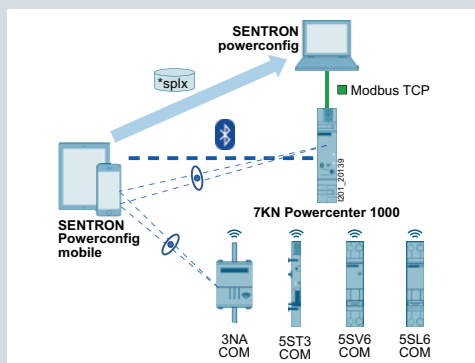 SENTRON
powerconfig
*splx
Modbus TCP
I201_20139
7KN Powercenter 1000
SENTRON
Powerconfig
mobile
3NA
COM
5ST3
COM
5SV6
COM
5SL6
COM